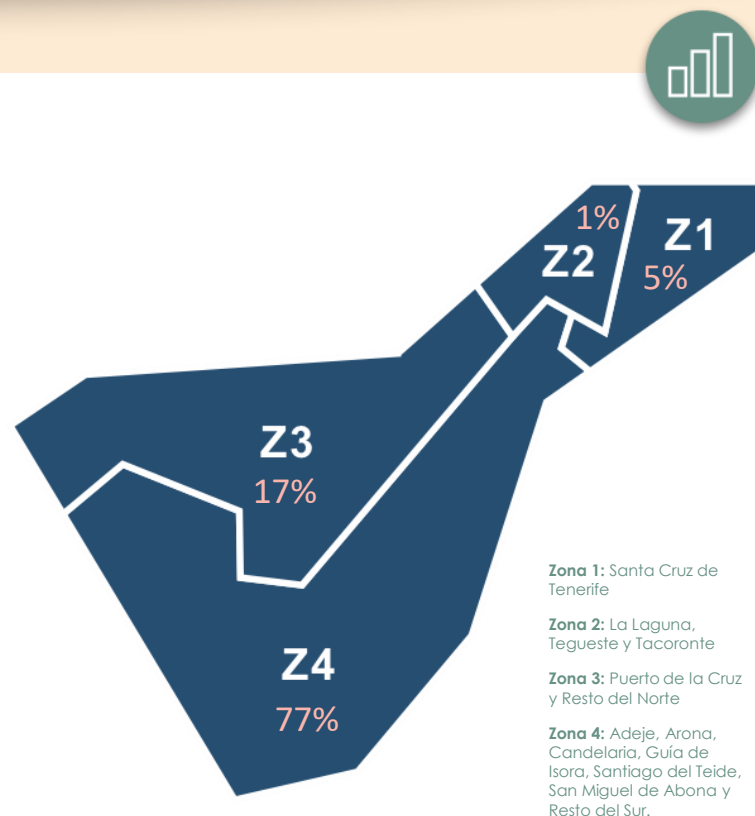 1%
Z2
Z1
5%
Z3
17%
Z4
77%
Zona 1: Santa Cruz de
Tenerife
Zona 2: La Laguna,
Tegueste y Tacoronte
Zona 3: Puerto de la Cruz
y Resto del Norte
Zona 4: Adeje, Arona,
Candelaria, Guía de
Isora, Santiago del Teide,
San Miguel de Abona y
Resto del Sur.